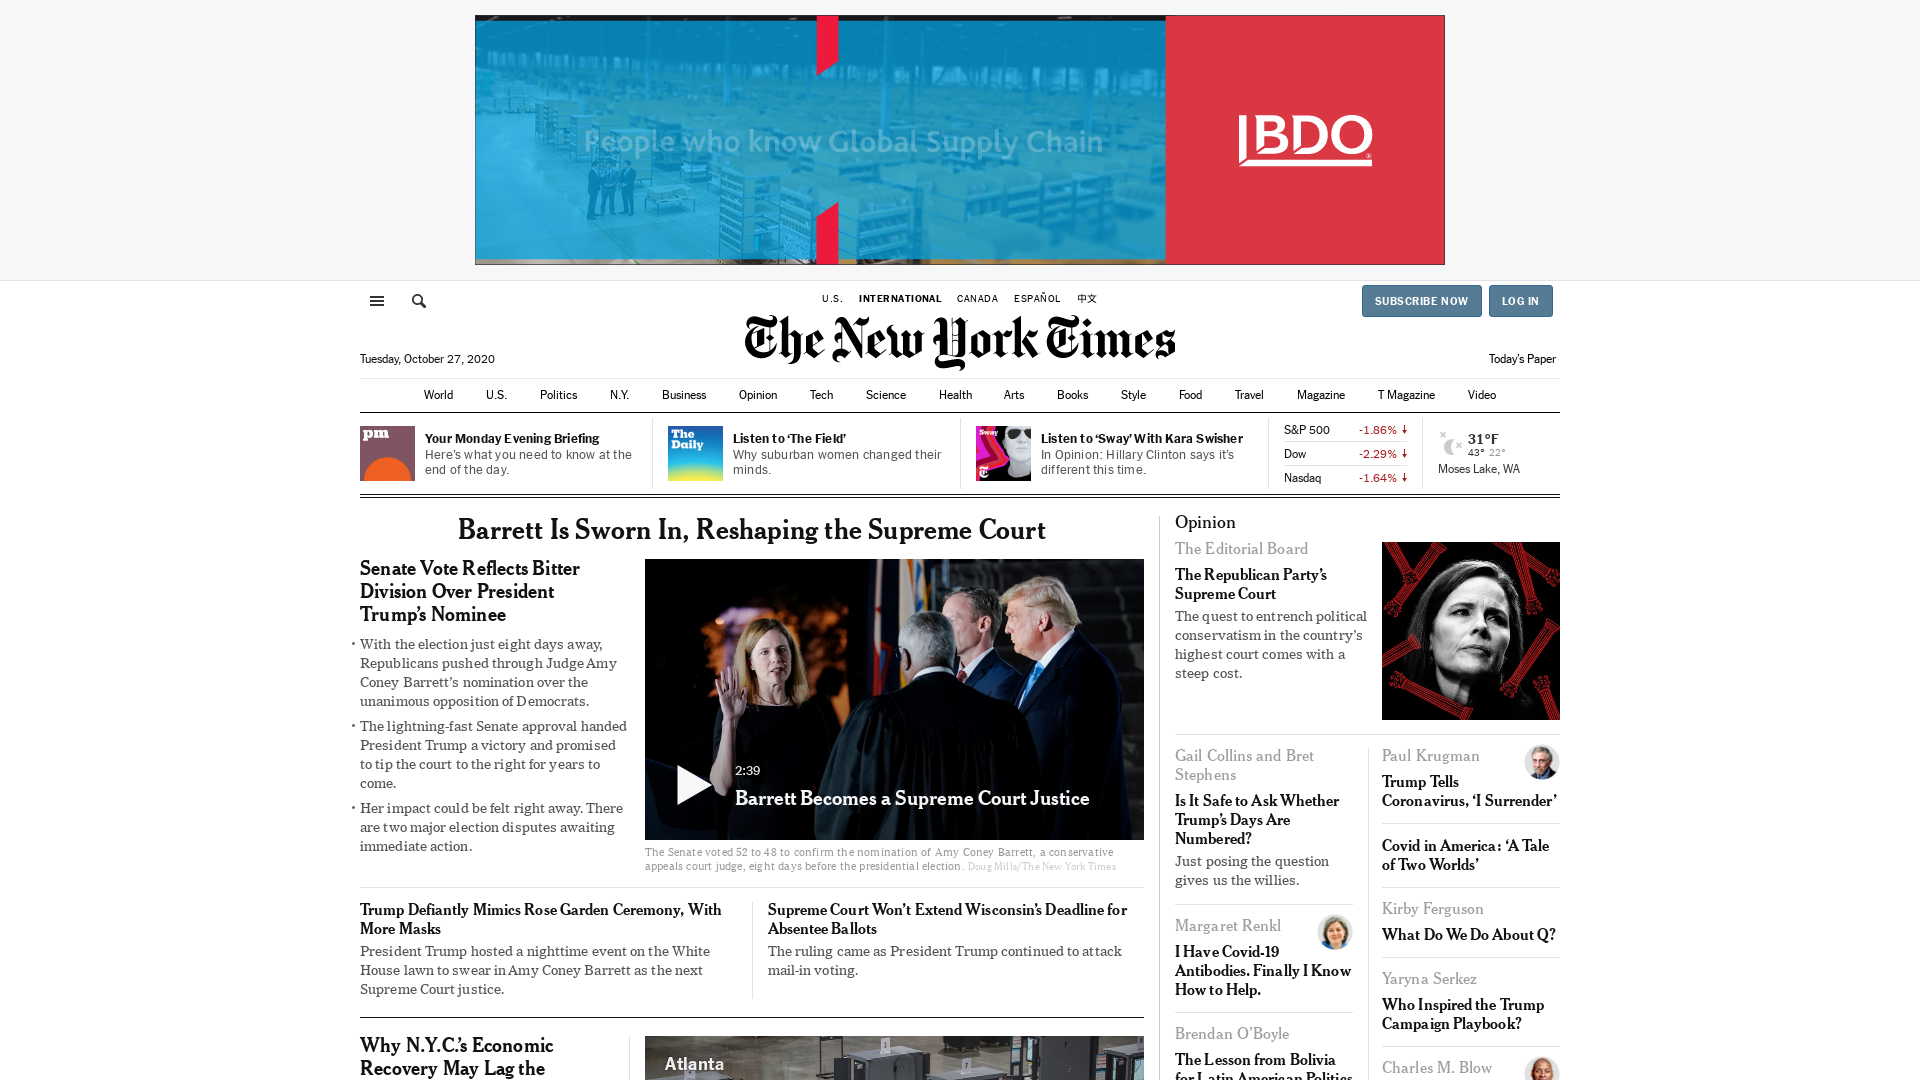 People who know Global Supply Chain
IBDO
U.S. INTERNATIONAL CANADA ESPAÑOL 中文
SUBSCRIBE NOW LOG IN
The New York Times
Tuesday, October 27, 2020
Today's Paper
World U.S. Politics N.Y. Business Opinion Tech Science Health Arts Books Style Food Travel Magazine T Magazine Video
pm
Your Monday Evening Briefing
Here's what you need to know at the
end of the day.
The
Daily
Listen to ‘The Field’
Why suburban women changed their
minds.
Sway
Listen to ‘Sway’ With Kara Swisher
In Opinion: Hillary Clinton says it's
different this time.
S&P 500 -1.86%
Dow -2.29%
Nasdaq -1.64%
31°F
43° 22°
Moses Lake, WA
Barrett Is Sworn In, Reshaping the Supreme Court
Senate Vote Reflects Bitter
Division Over President
Trump’s Nominee
• With the election just eight days away,
Republicans pushed through Judge Amy
Coney Barrett’s nomination over the
unanimous opposition of Democrats.
• The lightning-fast Senate approval handed
President Trump a victory and promised
to tip the court to the right for years to
come.
• Her impact could be felt right away. There
are two major election disputes awaiting
immediate action.
2:39
Barrett Becomes a Supreme Court Justice
The Senate voted 52 to 48 to confirm the nomination of Amy Coney Barrett, a conservative
appeals court judge, eight days before the presidential election. Doug Mills/The New York Times
Trump Defiantly Mimics Rose Garden Ceremony, With
More Masks
President Trump hosted a nighttime event on the White
House lawn to swear in Amy Coney Barrett as the next
Supreme Court justice.
Supreme Court Won’t Extend Wisconsin’s Deadline for
Absentee Ballots
The ruling came as President Trump continued to attack
mail-in voting.
Why N.Y.C.’s Economic
Recovery May Lag the
Atlanta
Opinion
The Editorial Board
The Republican Party’s
Supreme Court
The quest to entrench political
conservatism in the country’s
highest court comes with a
steep cost.
Gail Collins and Bret
Stephens
Is It Safe to Ask Whether
Trump’s Days Are
Numbered?
Just posing the question
gives us the willies.
Margaret Renkl
I Have Covid-19
Antibodies. Finally I Know
How to Help.
Brendan O’Boyle
The Lesson from Bolivia
for Latin American Politics
Paul Krugman
Trump Tells
Coronavirus, ‘I Surrender’
Covid in America: ‘A Tale
of Two Worlds’
Kirby Ferguson
What Do We Do About Q?
Yaryna Serkez
Who Inspired the Trump
Campaign Playbook?
Charles M. Blow